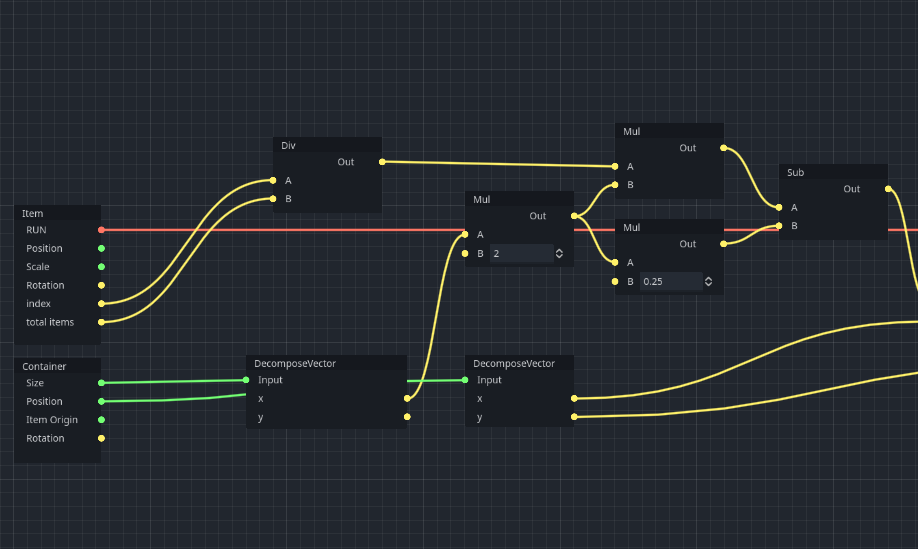 Item
RUN
Position
Scale
Rotation
index
total items
Container
Size
Position
Item Origin
Rotation
Div
Out
A
B
DecomposeVector
Input
x
y
Mul
Out
A
B 2
DecomposeVector
Input
x
y
Mul
Out
A
B
Mul
Out
A
B 0.25
Sub
Out
A
B